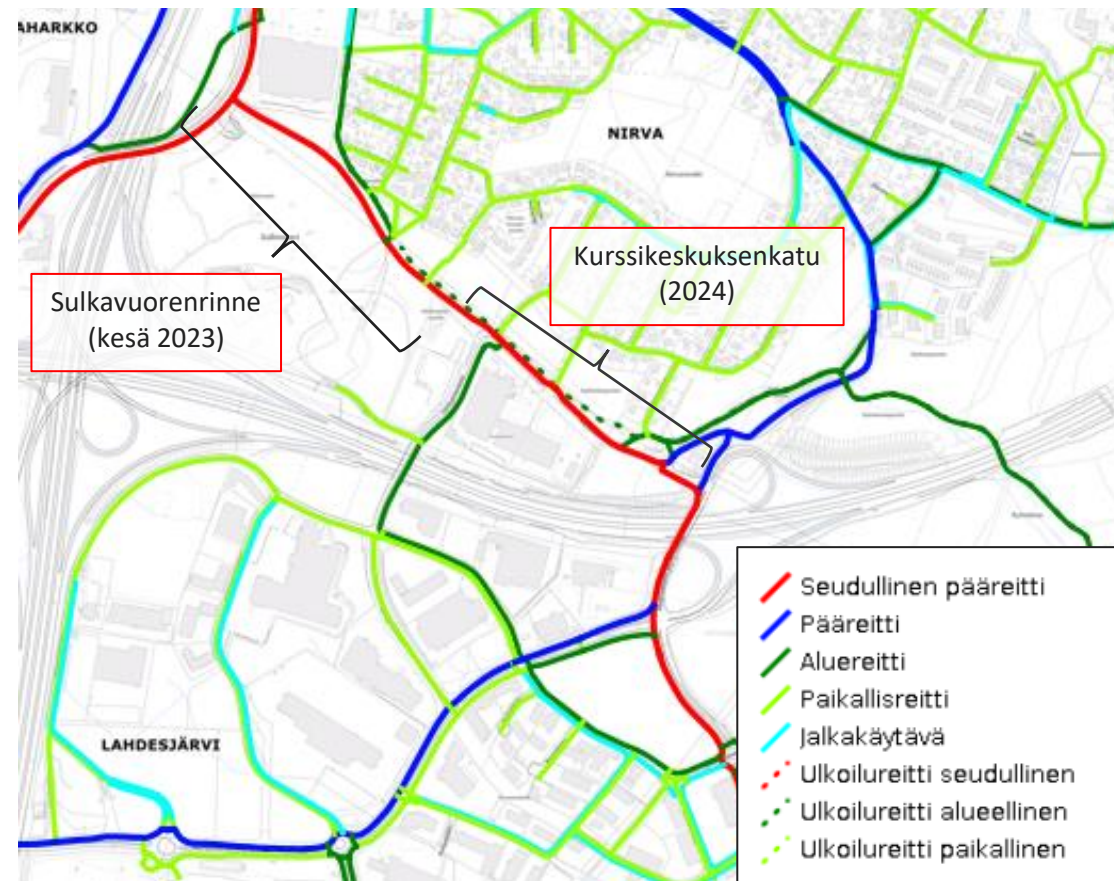 AHARKKO
NIRVA
Kurssikeskuksenkatu
(2024)
Sulkavuorenrinne
(kesä 2023)
LAHDESJÄRVI
Seudullinen pääreitti
Pääreitti
Aluereitti
Paikallisreitti
Jalkakäytävä
Ulkoilureitti seudullinen
Ulkoilureitti alueellinen
Ulkoilureitti paikallinen